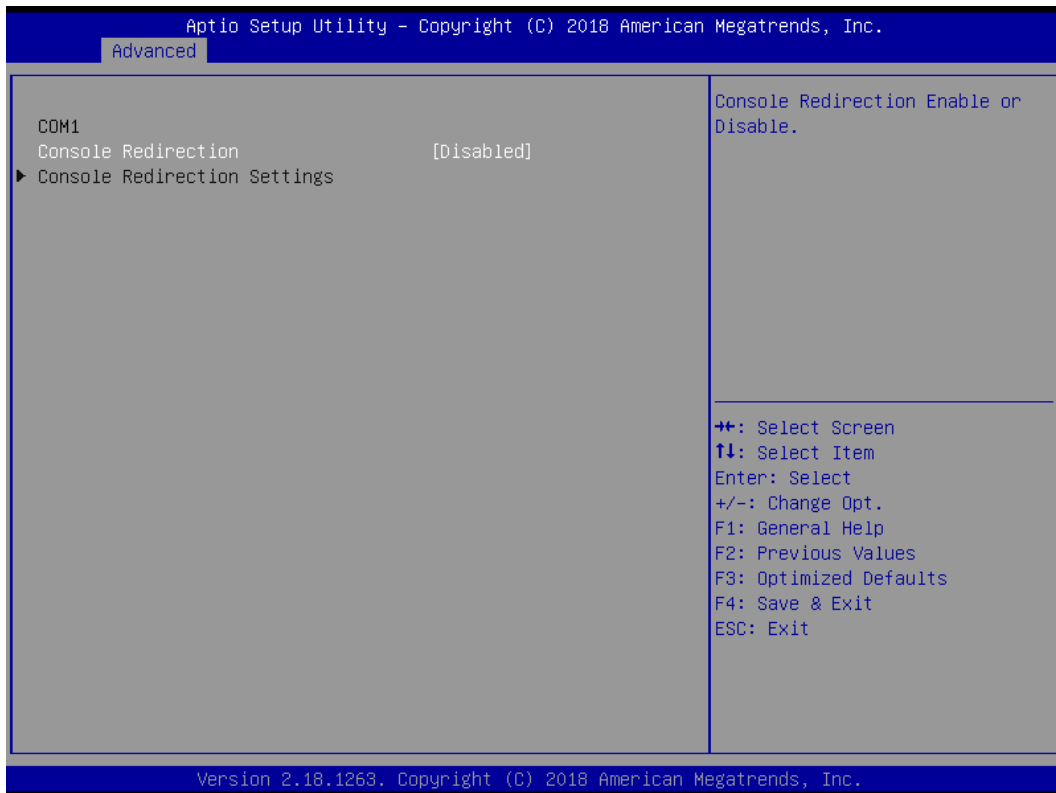 Aptio Setup Utility – Copyright (C) 2018 American Megatrends, Inc.
Advanced
COM1
Console Redirection [Disabled]
▶ Console Redirection Settings
Console Redirection Enable or
Disable.
→←: Select Screen
↑↓: Select Item
Enter: Select
+/-: Change Opt.
F1: General Help
F2: Previous Values
F3: Optimized Defaults
F4: Save & Exit
ESC: Exit
Version 2.18.1263. Copyright (C) 2018 American Megatrends, Inc.